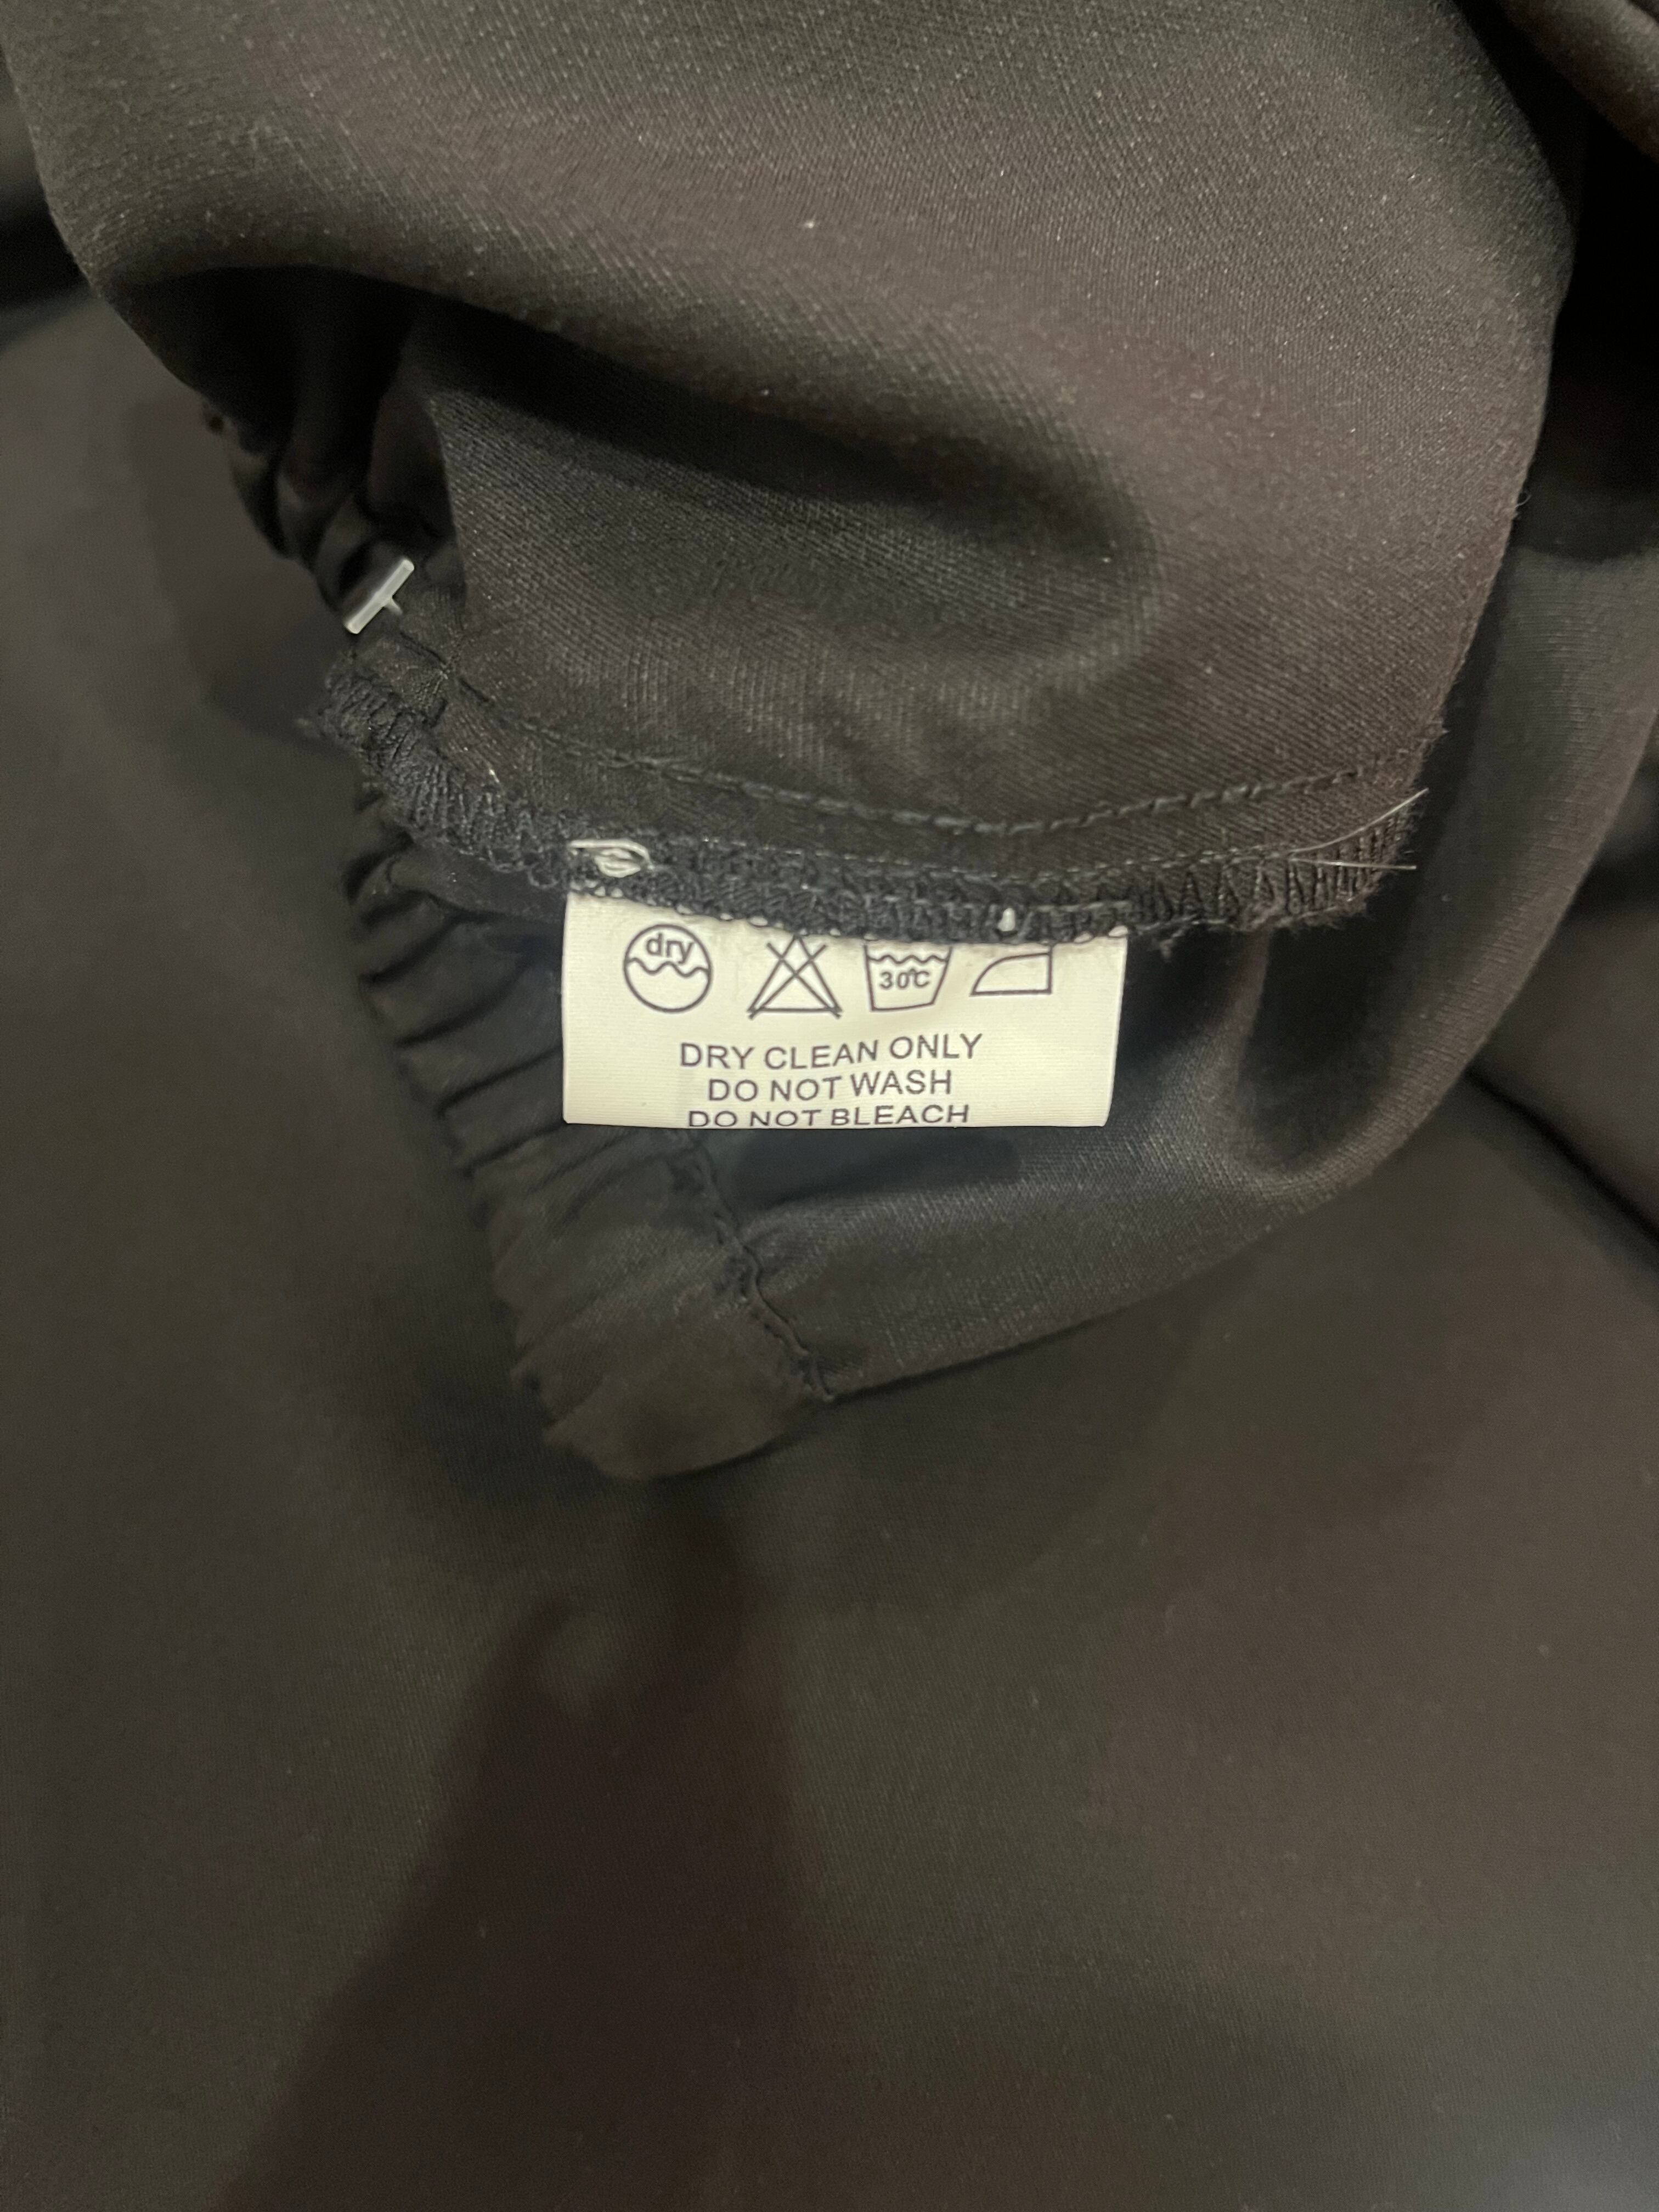 dry 30℃
DRY CLEAN ONLY
DO NOT WASH
DO NOT BLEACH